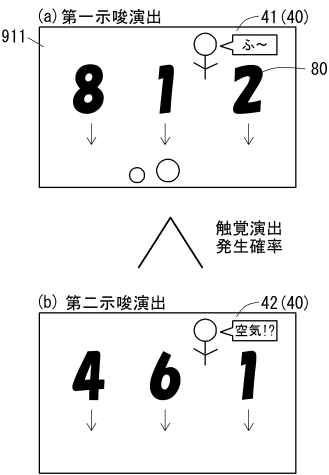 (a) 第一示唆演出
41(40)
911
ふ～
8 1 2
80
触覚演出
発生確率
(b) 第二示唆演出
42(40)
空気!?
4 6 1